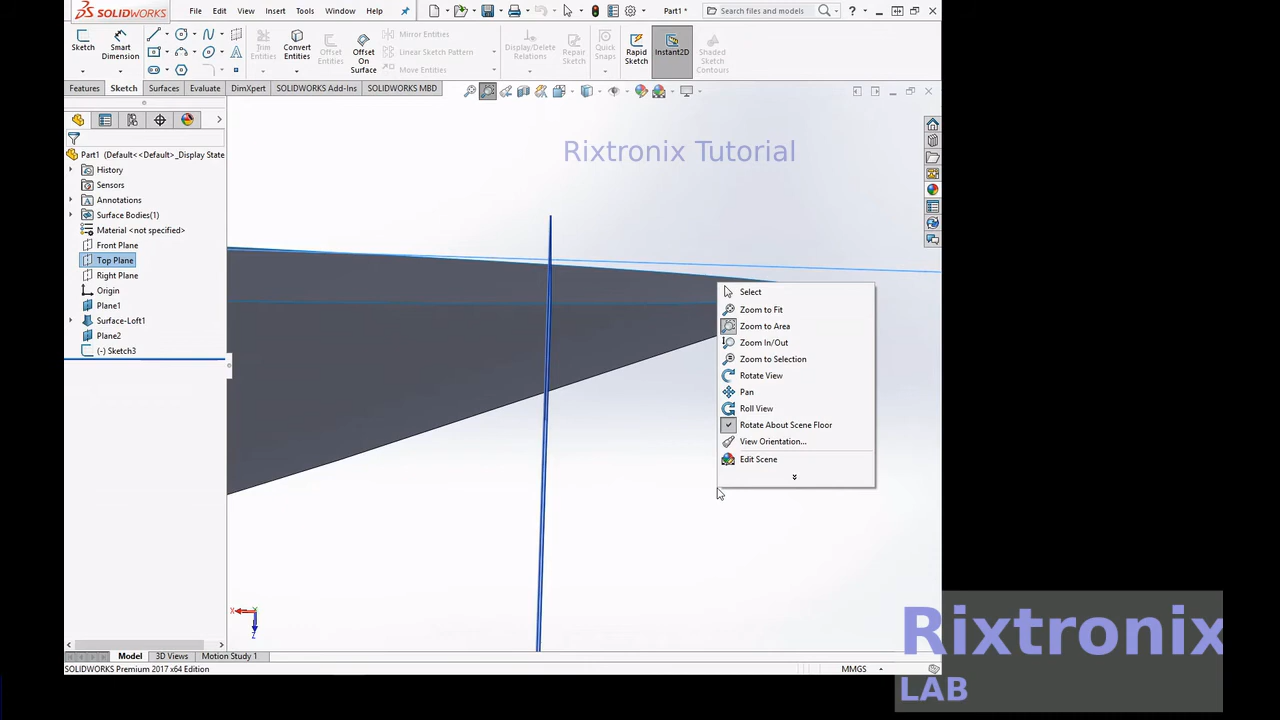 SOLIDWORKS
File
Edit
View
Insert
Tools
Window
Help
Part1 *
Search files and models
Sketch
Smart
Dimension
Trim
Entities
Convert
Entities
Offset
Entities
Offset
On
Surface
Mirror Entities
Linear Sketch Pattern
Move Entities
Display/Delete
Relations
Repair
Sketch
Quick
Snaps
Rapid
Sketch
Instant2D
Shaded
Sketch
Contours
Features
Sketch
Surfaces
Evaluate
DimXpert
SOLIDWORKS Add-Ins
SOLIDWORKS MBD
Rixtronix Tutorial
Part1 (Default<<Default>_Display State
History
Sensors
Annotations
Surface Bodies(1)
Material <not specified>
Front Plane
Top Plane
Right Plane
Origin
Plane1
Surface-Loft1
Plane2
(-) Sketch3
Select
Zoom to Fit
Zoom to Area
Zoom In/Out
Zoom to Selection
Rotate View
Pan
Roll View
Rotate About Scene Floor
View Orientation...
Edit Scene
X
Z
Model
3D Views
Motion Study 1
SOLIDWORKS Premium 2017 x64 Edition
MMGS
Rixtronix
LAB